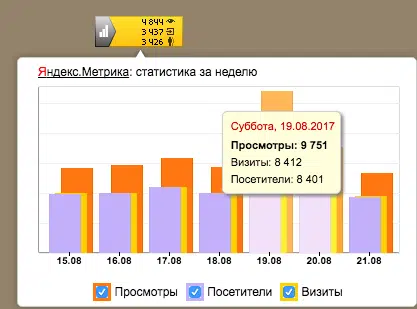 4 844
3 437
3 426
Яндекс.Метрика: статистика за неделю
Суббота, 19.08.2017
Просмотры: 9 751
Визиты: 8 412
Посетители: 8 401
15.08 16.08 17.08 18.08 19.08 20.08 21.08
Просмотры Посетители Визиты